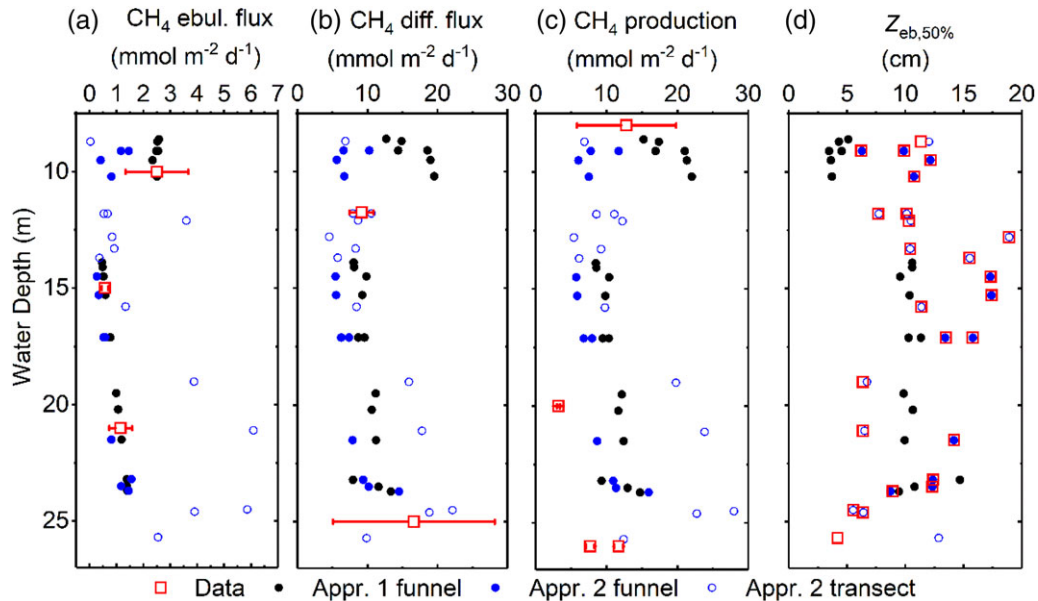 (a) CH4 ebul. flux (b) CH4 diff. flux (c) CH4 production (d) Zeb,50%
(mmol m-2 d-1) (mmol m-2 d-1) (mmol m-2 d-1) (cm)
0 1 2 3 4 5 6 7 0 10 20 30 0 10 20 30 0 5 10 15 20
Water Depth (m)
10
15
20
25
Data Appr. 1 funnel Appr. 2 funnel Appr. 2 transect